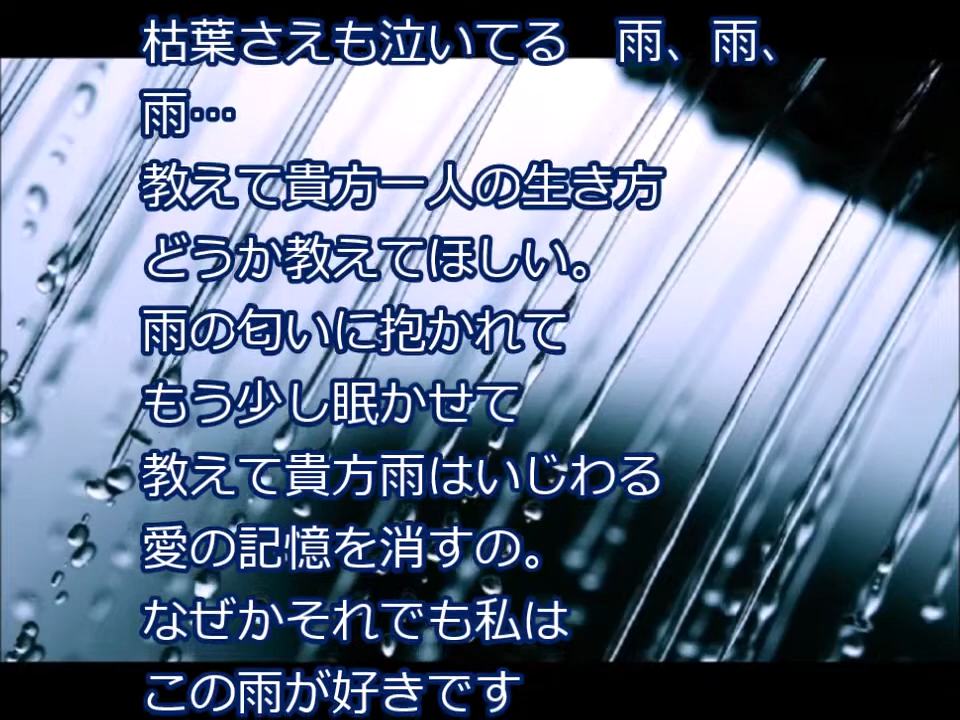 枯葉さえも泣いてる　雨、雨、
雨…
教えて貴方一人の生き方
どうか教えてほしい。
雨の匂いに抱かれて
もう少し眠かせて
教えて貴方雨はいじわる
愛の記憶を消すの。
なぜかそれでも私は
この雨が好きです